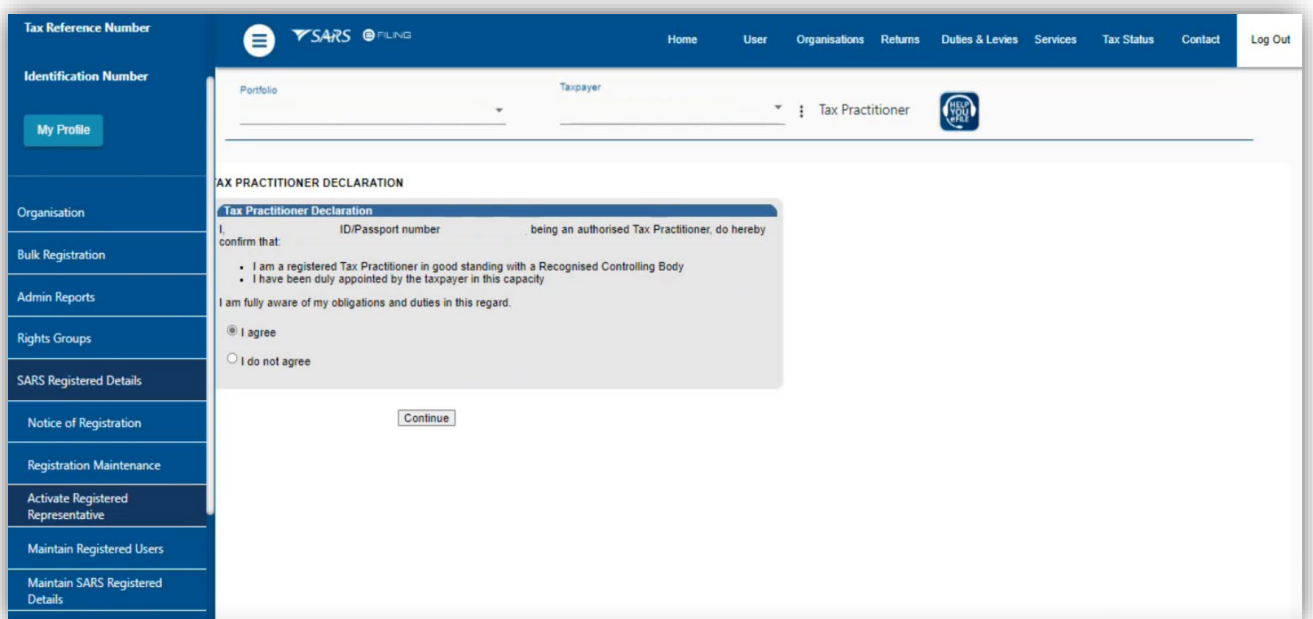 Tax Reference Number
Identification Number
My Profile
Organisation
Bulk Registration
Admin Reports
Rights Groups
SARS Registered Details
Notice of Registration
Registration Maintenance
Activate Registered
Representative
Maintain Registered Users
Maintain SARS Registered
Details
SARS eFILING
Home User Organisations Returns Duties & Levies Services Tax Status Contact Log Out
Portfolio
Taxpayer
Tax Practitioner
HELP
YOU
eFILE
AX PRACTITIONER DECLARATION
Tax Practitioner Declaration
I, ID/Passport number being an authorised Tax Practitioner, do hereby
confirm that:
• I am a registered Tax Practitioner in good standing with a Recognised Controlling Body
• I have been duly appointed by the taxpayer in this capacity
I am fully aware of my obligations and duties in this regard.
I agree
I do not agree
Continue